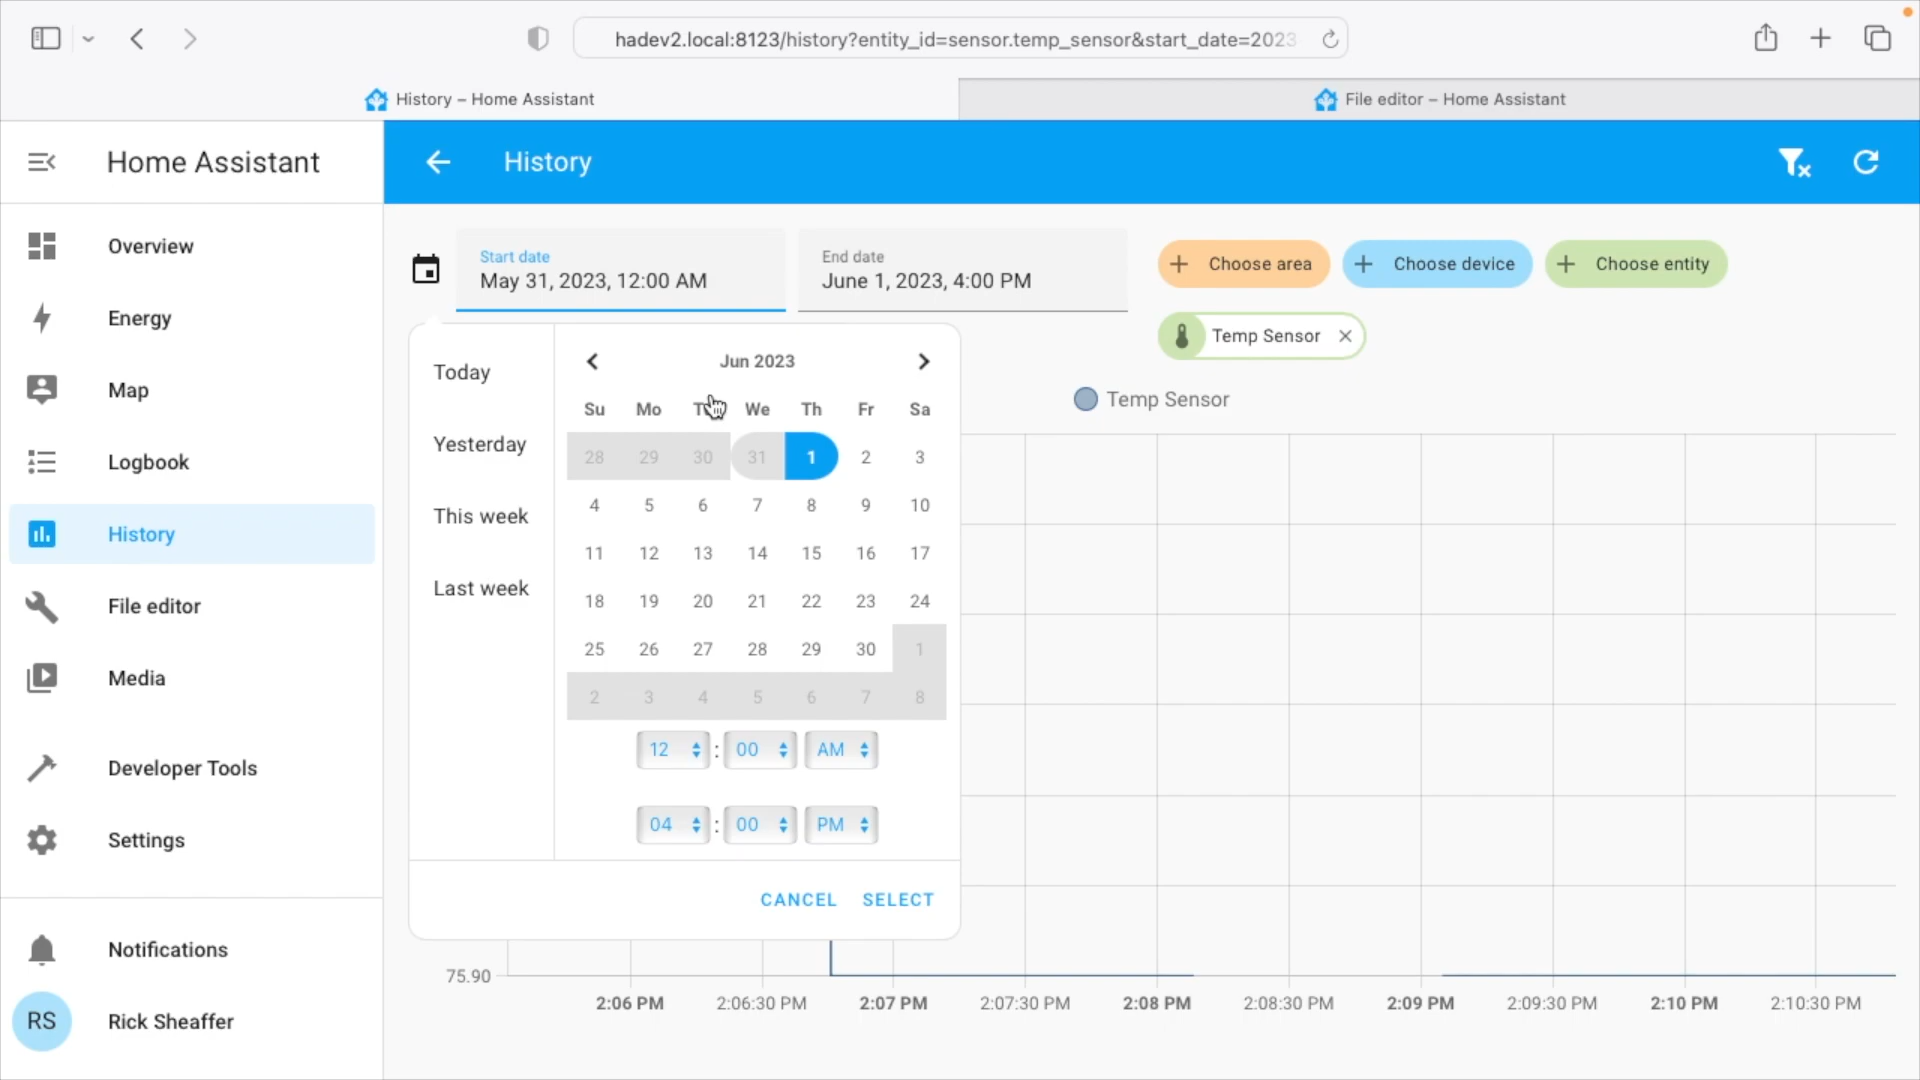 hadev2.local:8123/history?entity_id=sensor.temp_sensor&start_date=2023
History – Home Assistant
File editor – Home Assistant
Home Assistant
History
Overview
Energy
Map
Logbook
History
File editor
Media
Developer Tools
Settings
Notifications
RS
Rick Sheaffer
Start date
May 31, 2023, 12:00 AM
End date
June 1, 2023, 4:00 PM
+ Choose area
+ Choose device
+ Choose entity
Temp Sensor
Temp Sensor
Today
Yesterday
This week
Last week
Jun 2023
Su Mo We Th Fr Sa
28 29 30 31 1 2 3
4 5 6 7 8 9 10
11 12 13 14 15 16 17
18 19 20 21 22 23 24
25 26 27 28 29 30 1
2 3 4 5 6 7 8
12 : 00 AM
04 : 00 PM
CANCEL SELECT
75.90
2:06 PM 2:06:30 PM 2:07 PM 2:07:30 PM 2:08 PM 2:08:30 PM 2:09 PM 2:09:30 PM 2:10 PM 2:10:30 PM